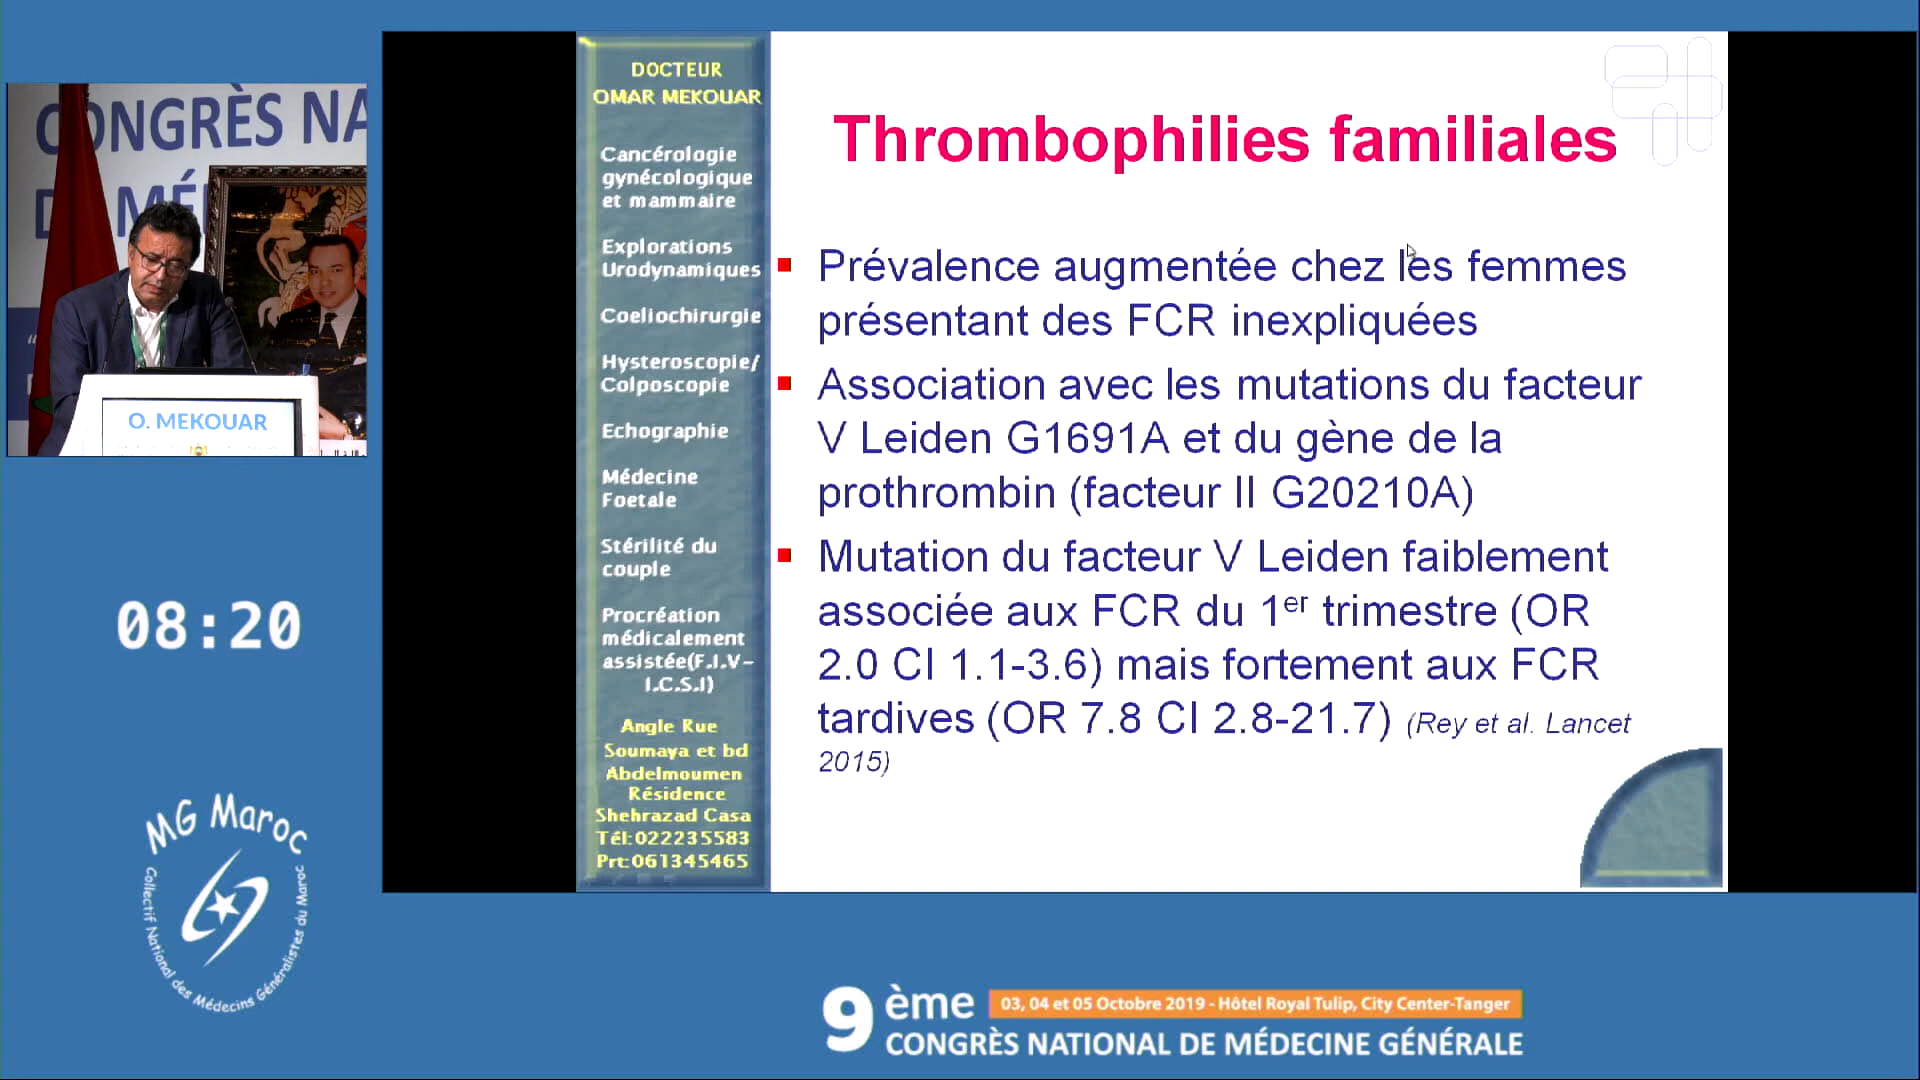 CONGRÈS NA
D MÉ
O. MEKOUAR
08:20
MG Maroc
Collectif National des Médecins Généralistes du Maroc
DOCTEUR
OMAR MEKOUAR
Cancérologie
gynécologique
et mammaire
Explorations
Urodynamiques
Coeliochirurgie
Hysteroscopie/
Colposcopie
Echographie
Médecine
Foetale
Stérilité du
couple
Procréation
médicalement
assistée(F.I.V-
I.C.S.I)
Angle Rue
Soumaya et bd
Abdelmoumen
Résidence
Shehrazad Casa
Tél:022235583
Prt:061345465
Thrombophilies familiales
Prévalence augmentée chez les femmes
présentant des FCR inexpliquées
Association avec les mutations du facteur
V Leiden G1691A et du gène de la
prothrombin (facteur II G20210A)
Mutation du facteur V Leiden faiblement
associée aux FCR du 1er trimestre (OR
2.0 CI 1.1-3.6) mais fortement aux FCR
tardives (OR 7.8 CI 2.8-21.7) (Rey et al. Lancet
2015)
9ème
03, 04 et 05 Octobre 2019 - Hôtel Royal Tulip, City Center-Tanger
CONGRÈS NATIONAL DE MÉDECINE GÉNÉRALE